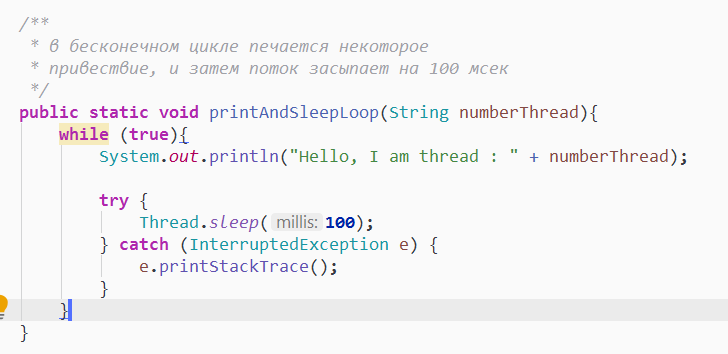 /**
* в бесконечном цикле печается некоторое
* привествие, и затем поток засыпает на 100 мсек
*/
public static void printAndSleepLoop(String numberThread){
while (true){
System.out.println("Hello, I am thread : " + numberThread);
try {
Thread.sleep( millis: 100);
} catch (InterruptedException e) {
e.printStackTrace();
}
}
}